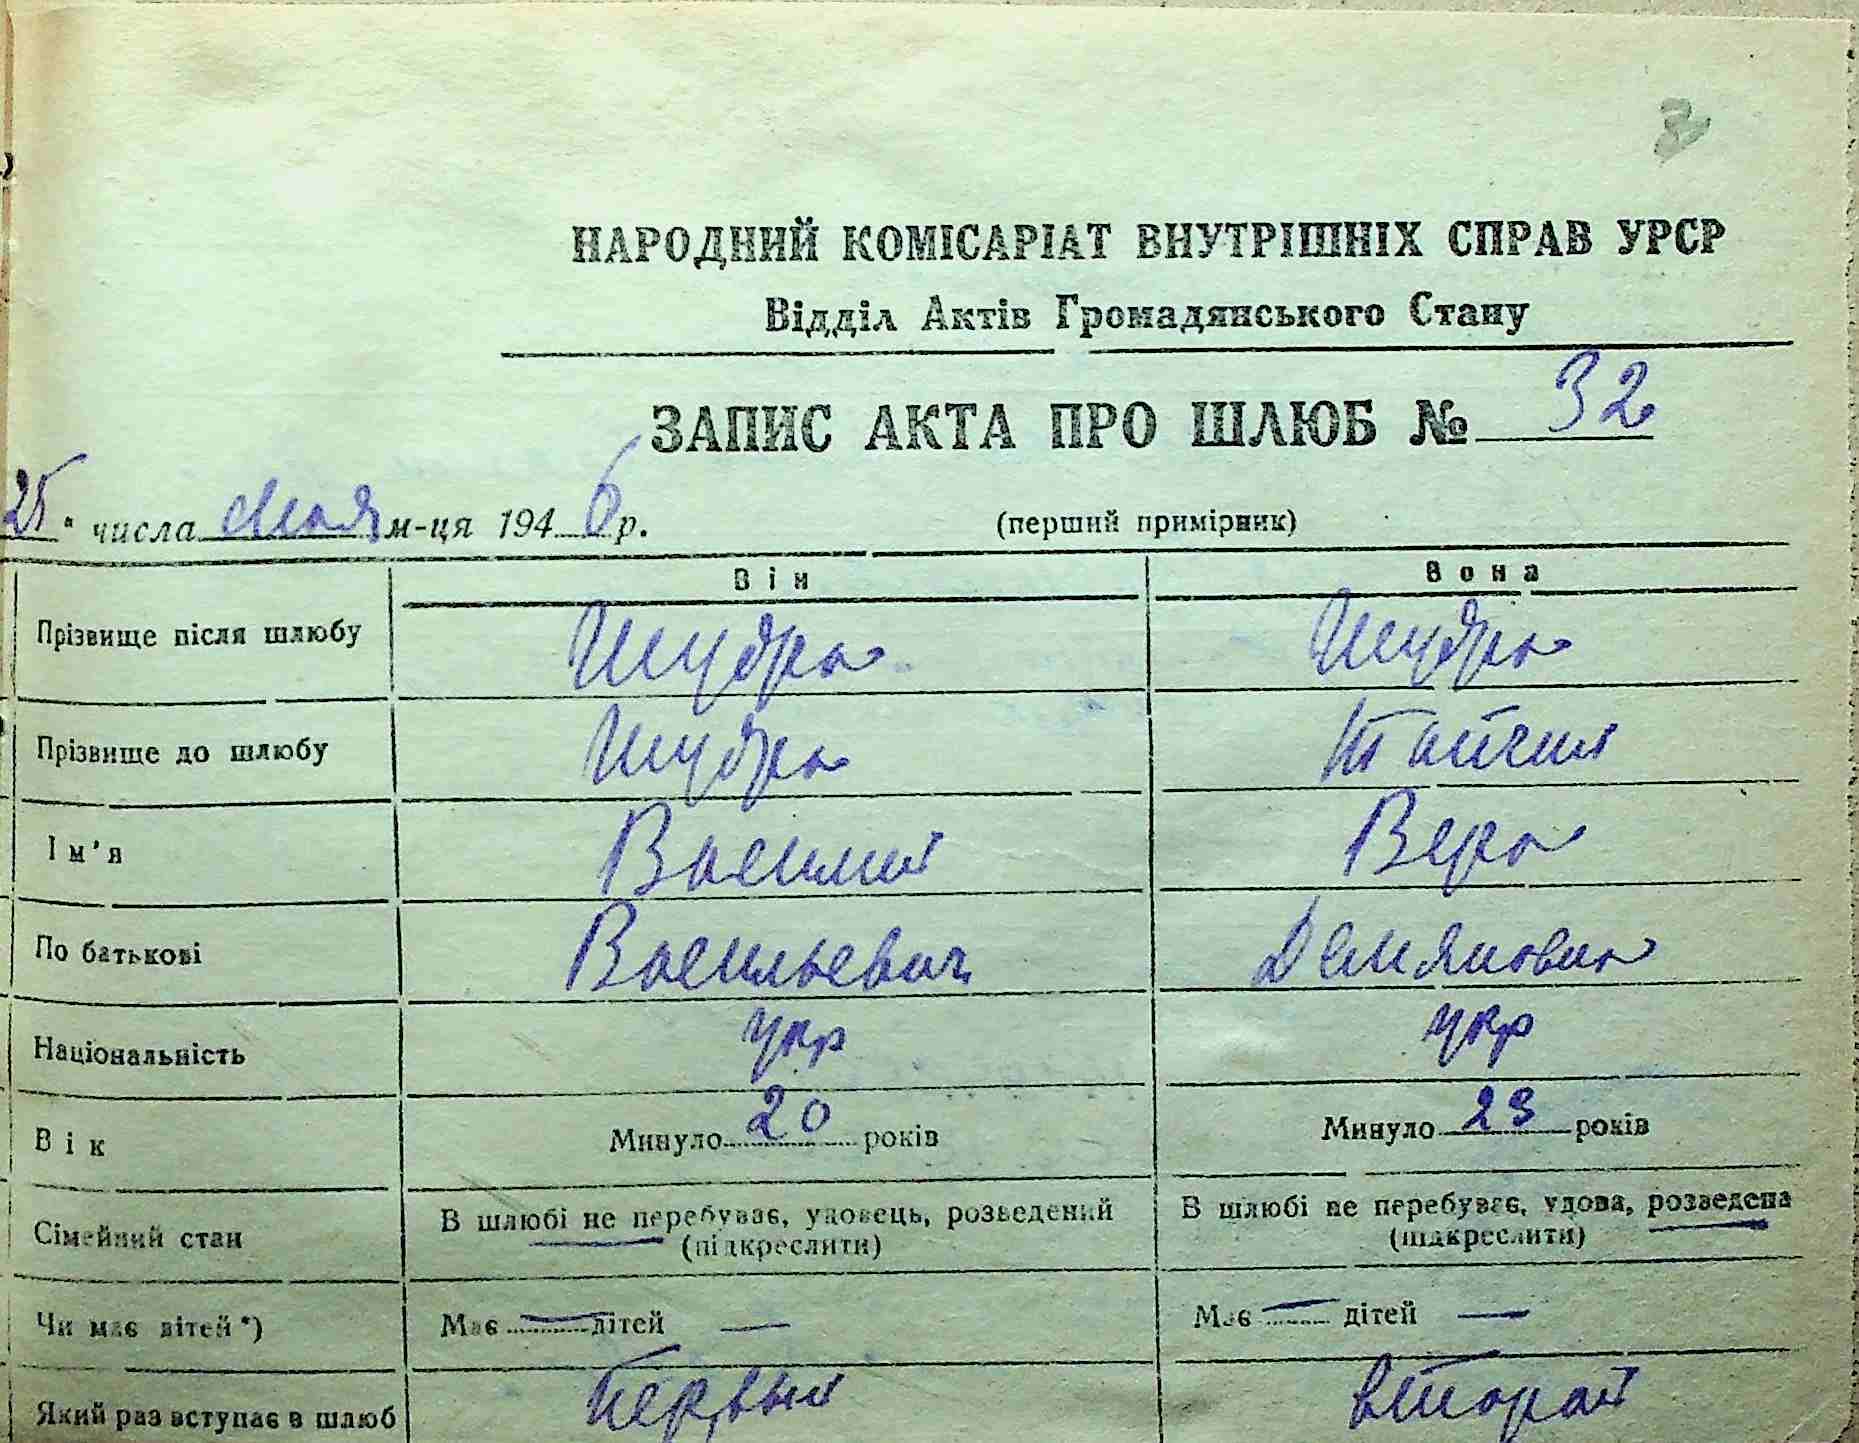 НАРОДНИЙ КОМІСАРІАТ ВНУТРІШНІХ СПРАВ УРСР
Відділ Актів Громадянського Стану
ЗАПИС АКТА ПРО ШЛЮБ № 32
25 " числа мая м-ця 1946 р. (перший примірник)
Він Вона
Прізвище після шлюбу Шудра Шудра
Прізвище до шлюбу Шудра
Ім'я Василий Вера
По батькові Васильевич Демяновна
Національність укр укр
Вік Минуло 20 років Минуло 23 років
Сімейний стан В шлюбі не перебуває, удовець, розведений (підкреслити) В шлюбі не перебуває, удова, розведена (підкреслити)
Чи має дітей*) Має — дітей — Має — дітей —
Який раз вступає в шлюб Первый второй